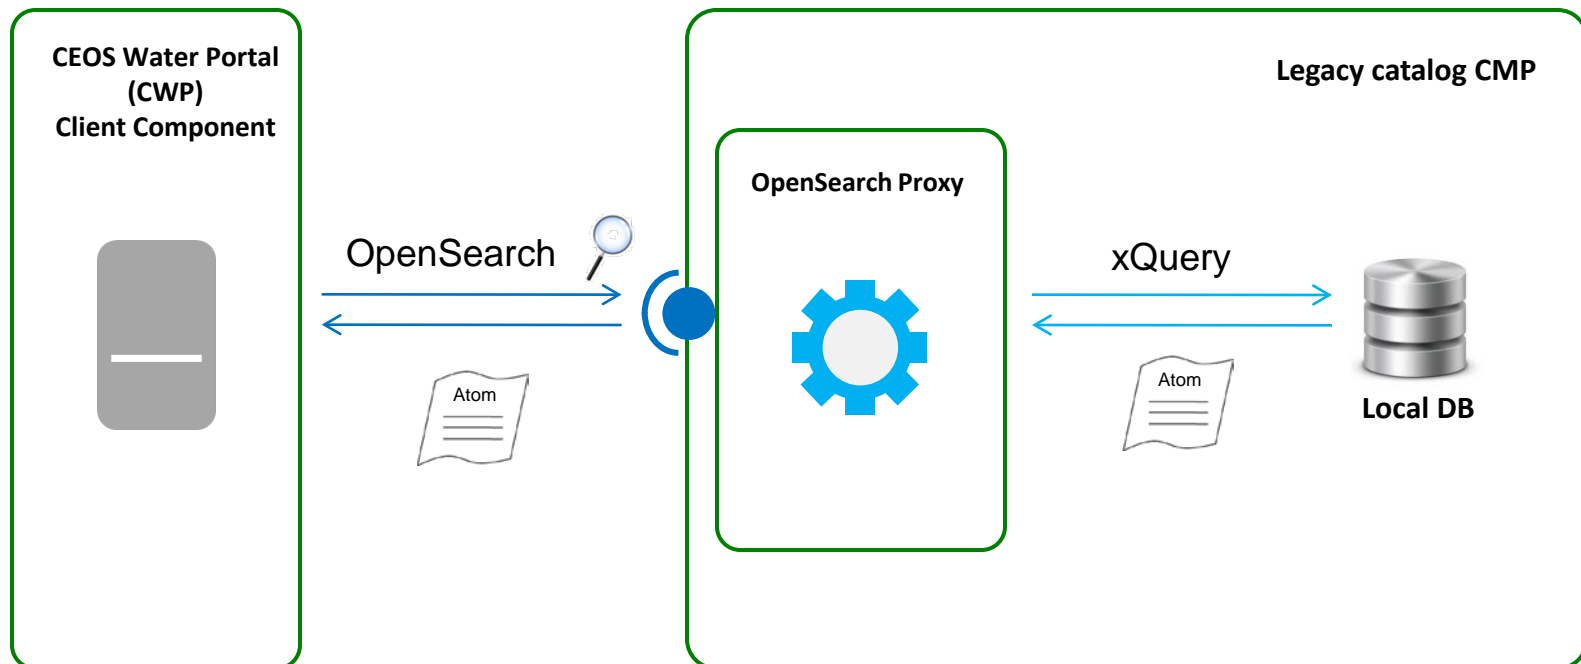 CEOS Water Portal
(CWP)
Client Component
OpenSearch
Atom
Legacy catalog CMP
OpenSearch Proxy
xQuery
Atom
Local DB